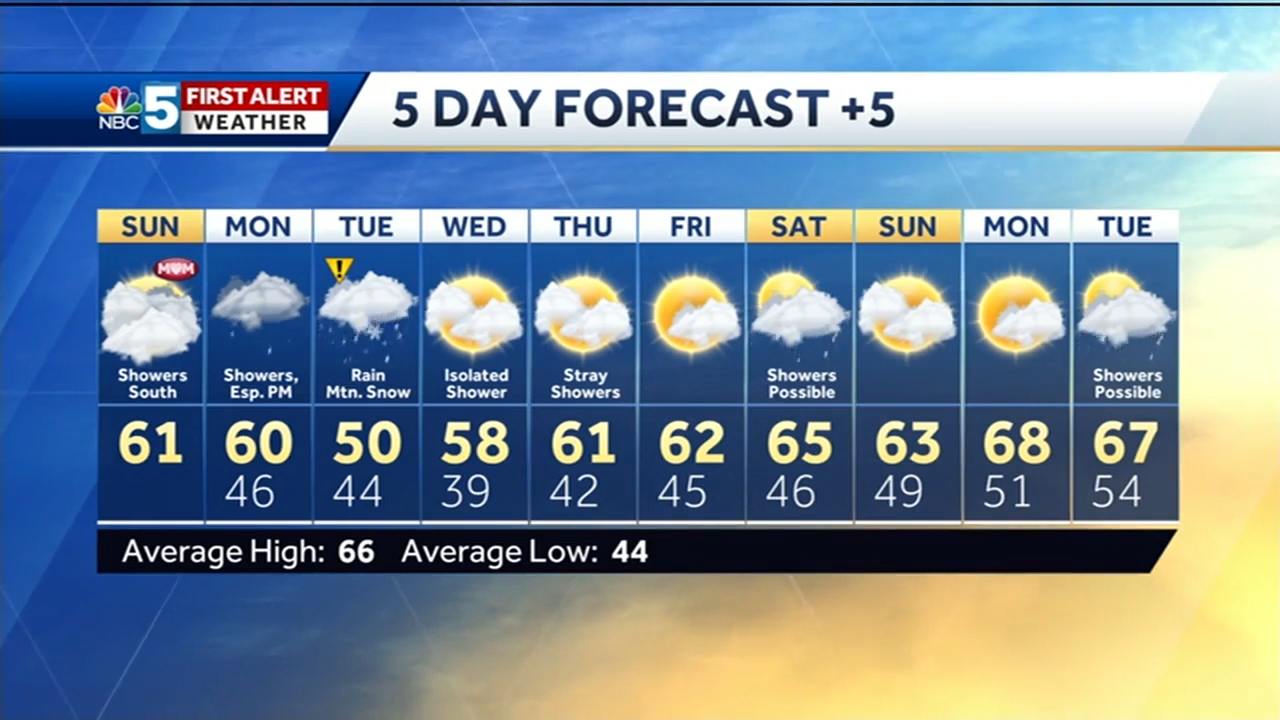 NBC 5 FIRST ALERT
WEATHER
5 DAY FORECAST +5
SUN MON TUE WED THU FRI SAT SUN MON TUE
MOM
!
Showers Showers, Rain Isolated Stray Showers Showers
South Esp. PM Mtn. Snow Shower Showers Possible Possible
61 60 50 58 61 62 65 63 68 67
46 44 39 42 45 46 49 51 54
Average High: 66 Average Low: 44